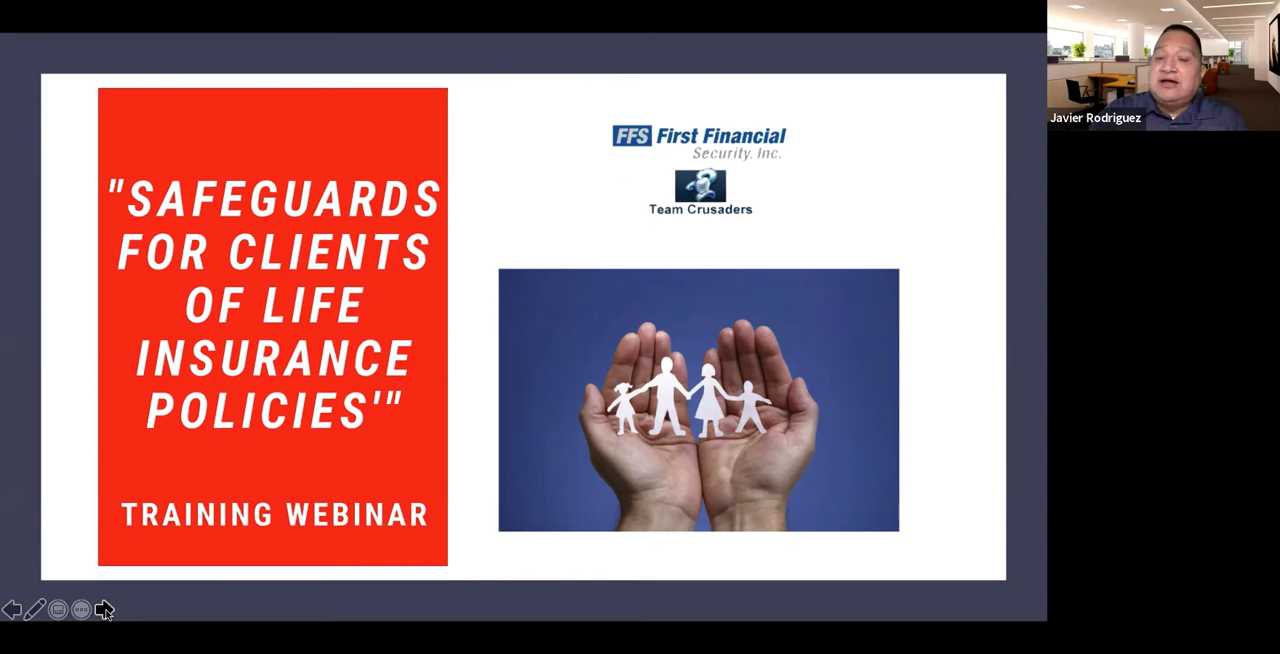 "SAFEGUARDS
FOR CLIENTS
OF LIFE
INSURANCE
POLICIES'"
TRAINING WEBINAR
FFS First Financial
Security, Inc.
Team Crusaders
Javier Rodriguez